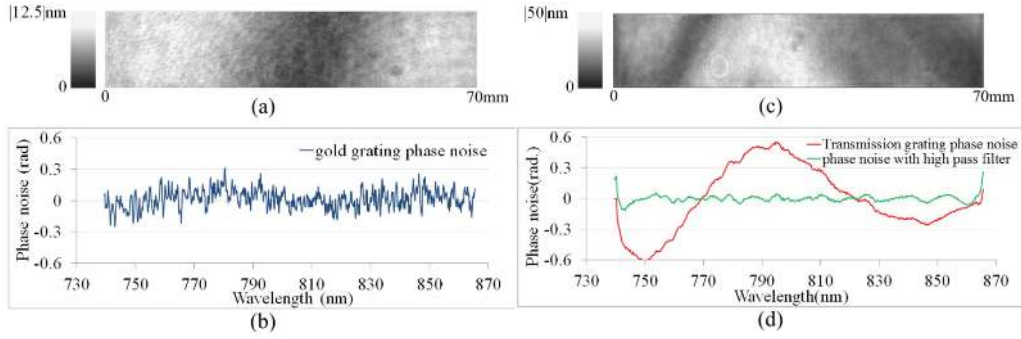 |12.5|nm
0
0
70mm
(a)
|50|nm
0
0
70mm
(c)
Phase noise (rad)
0.6
0.3
0
-0.3
-0.6
gold grating phase noise
730 750 770 790 810 830 850 870
Wavelength (nm)
(b)
Phase noise(rad.)
0.6
0.3
0
-0.3
-0.6
Transmission grating phase noise
phase noise with high pass filter
730 750 770 790 810 830 850 870
Wavelength(nm)
(d)